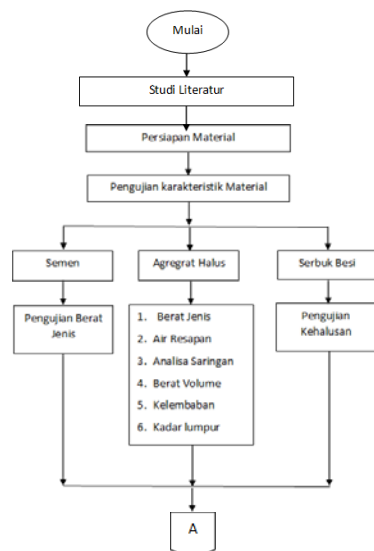 Mulai
Studi Literatur
Persiapan Material
Pengujian karakteristik Material
Semen
Agregrat Halus
Serbuk Besi
Pengujian Berat
Jenis
1. Berat Jenis
2. Air Resapan
3. Analisa Saringan
4. Berat Volume
5. Kelembaban
6. Kadar lumpur
Pengujian
Kehalusan
A